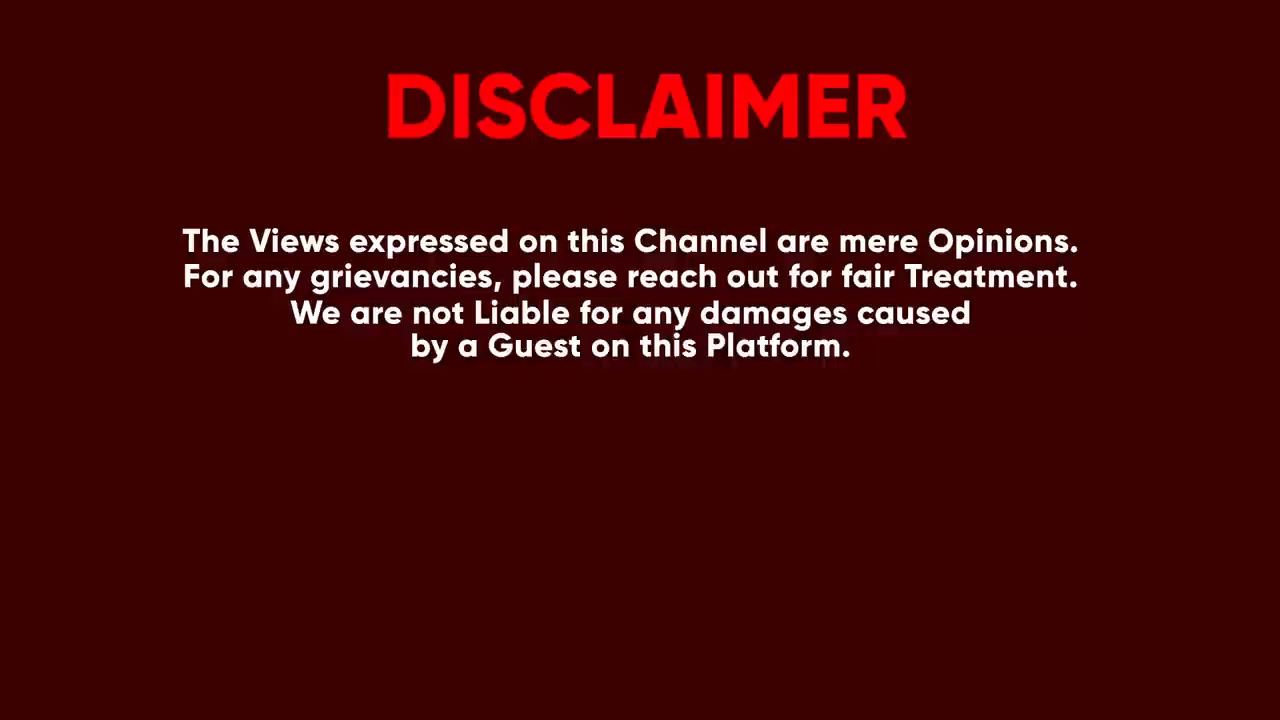 DISCLAIMER
The Views expressed on this Channel are mere Opinions.
For any grievancies, please reach out for fair Treatment.
We are not Liable for any damages caused
by a Guest on this Platform.